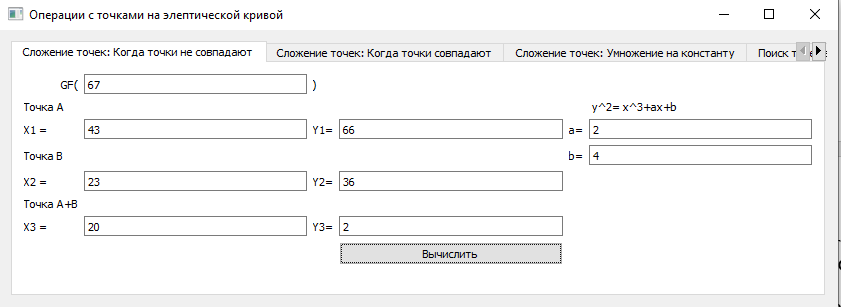 Операции с точками на элептической кривой
Сложение точек: Когда точки не совпадают
Сложение точек: Когда точки совпадают
Сложение точек: Умножение на константу
Поиск
GF( 67 )
Точка А
y^2= x^3+ax+b
X1 = 43 Y1= 66 a= 2
Точка В
b= 4
X2 = 23 Y2= 36
Точка А+В
X3 = 20 Y3= 2
Вычислить